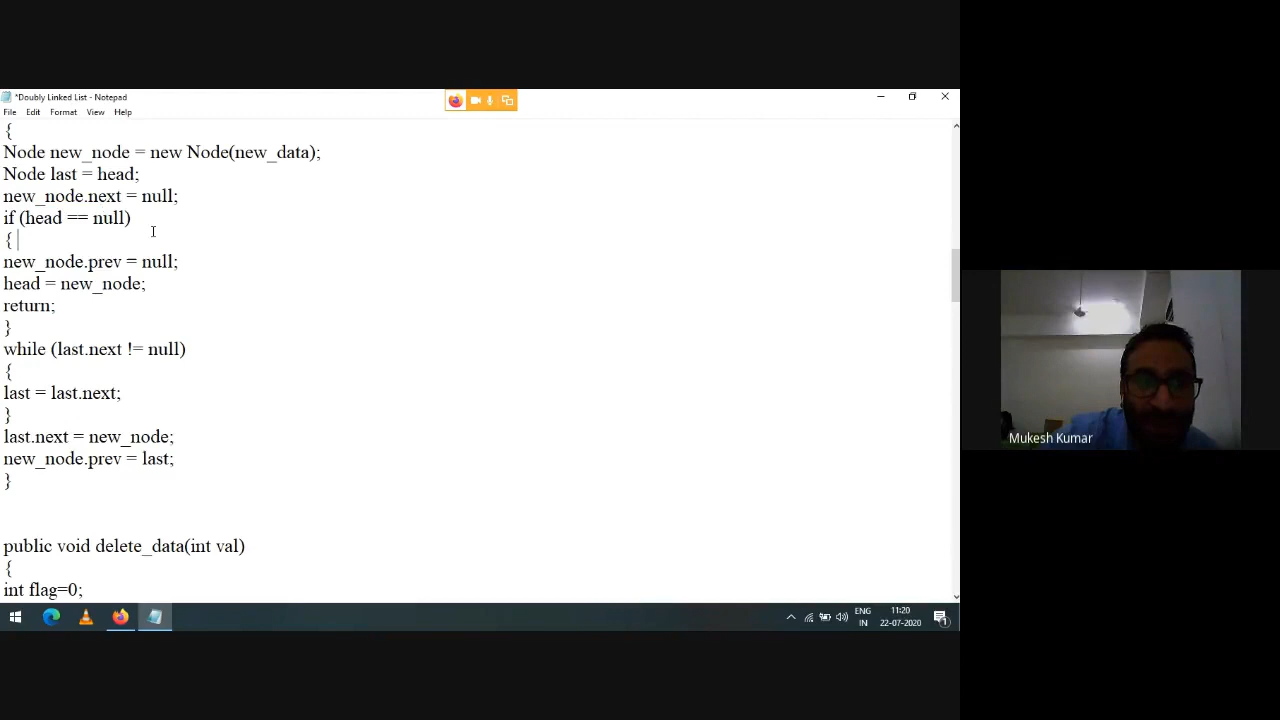 *Doubly Linked List - Notepad
File Edit Format View Help
{
Node new_node = new Node(new_data);
Node last = head;
new_node.next = null;
if (head == null)
{
new_node.prev = null;
head = new_node;
return;
}
while (last.next != null)
{
last = last.next;
}
last.next = new_node;
new_node.prev = last;
}
public void delete_data(int val)
{
int flag=0;
Mukesh Kumar
ENG
IN
11:20
22-07-2020
1